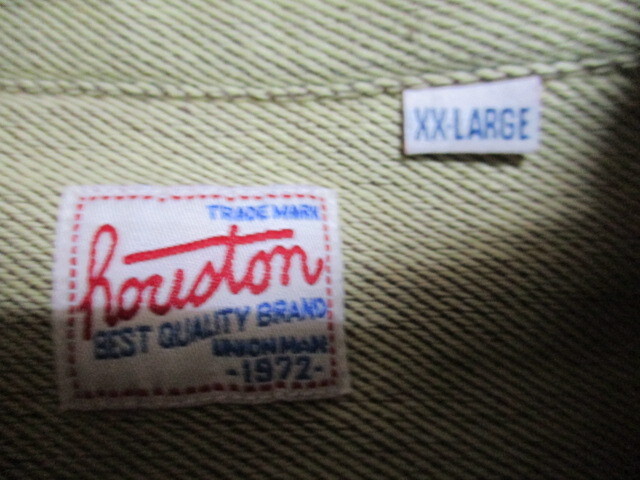 XX-LARGE
TRADE MARK
houston
BEST QUALITY BRAND
UNION MADE
-1972-